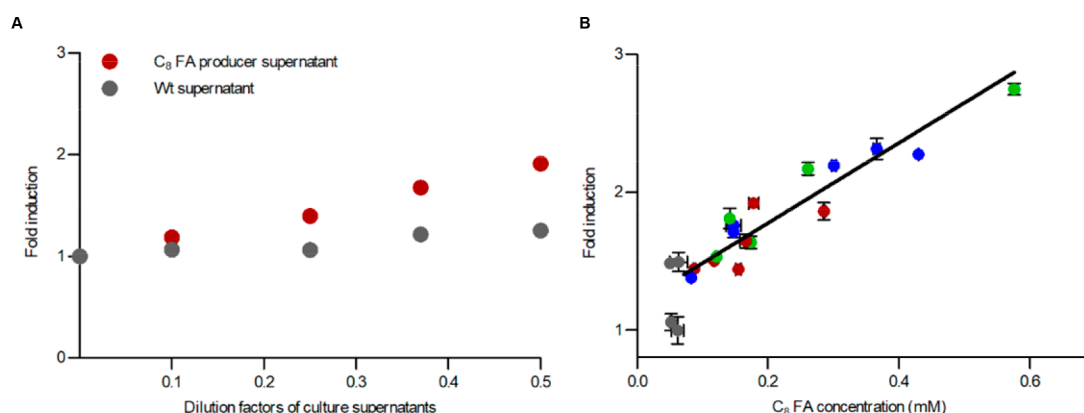 A
B
3
2
1
0
Fold induction
C₈ FA producer supernatant
Wt supernatant
0.1
0.2
0.3
0.4
0.5
Dilution factors of culture supernatants
3
2
1
Fold induction
0.0
0.2
0.4
0.6
C₈ FA concentration (mM)